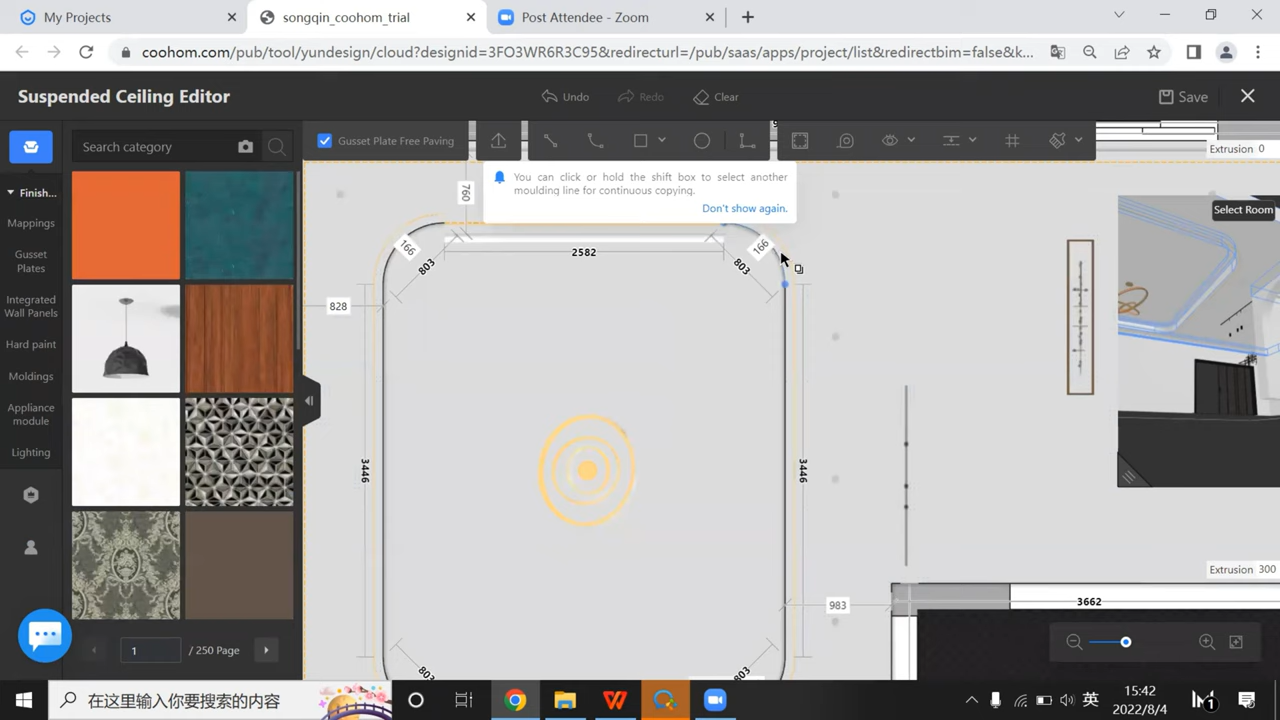 My Projects
songqin_coohom_trial
Post Attendee - Zoom
coohom.com/pub/tool/yundesign/cloud?designid=3FO3WR6R3C95&redirecturl=/pub/saas/apps/project/list&redirectbim=false&k...
Suspended Ceiling Editor
Undo
Redo
Clear
Save
Search category
Gusset Plate Free Paving
Extrusion 0
You can click or hold the shift box to select another
moulding line for continuous copying.
Don't show again.
Select Room
Finish...
Mappings
Gusset
Plates
Integrated
Wall Panels
Hard paint
Moldings
Appliance
module
Lighting
760
166
166
2582
803
803
828
3446
3446
983
3662
Extrusion 300
803
803
1
/ 250 Page
在这里输入你要搜索的内容
英
15:42
2022/8/4
1